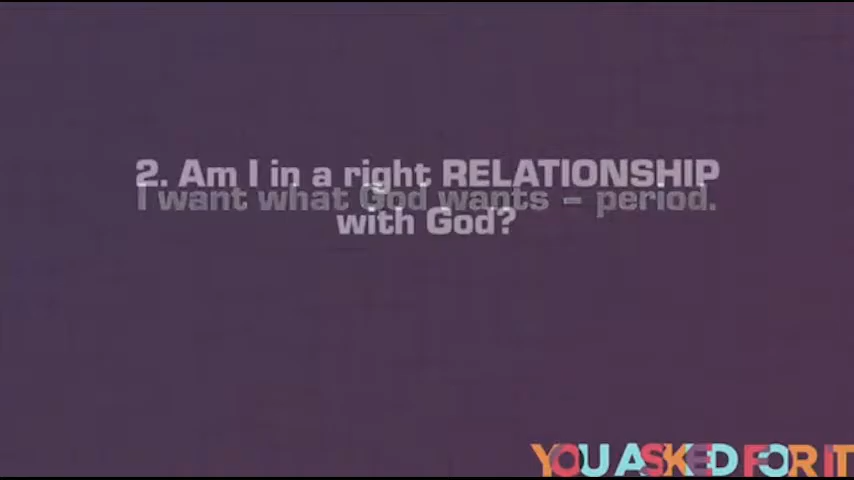 2. Am I in a right RELATIONSHIP
I want what God wants – period.
with God?
YOU ASKED FOR IT